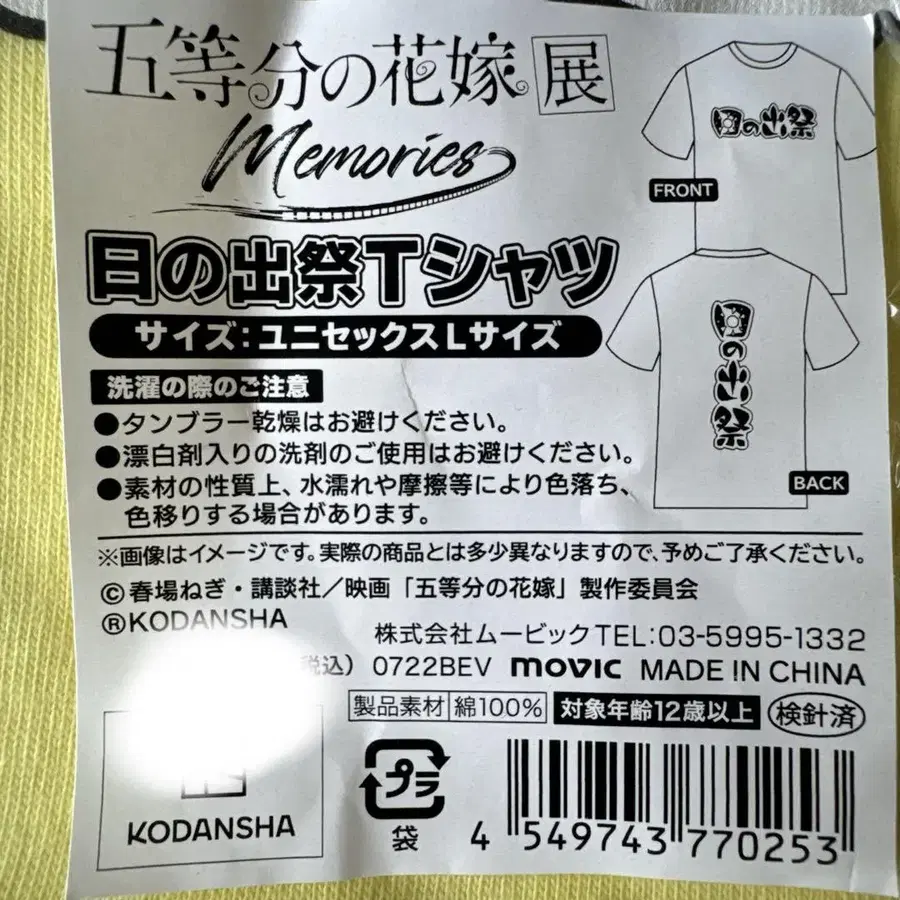 五等分の花嫁展
Memories
日の出祭
FRONT
日の出祭Tシャツ
サイズ：ユニセックスLサイズ
日の出祭
BACK
洗濯の際のご注意
●タンブラー乾燥はお避けください。
●漂白剤入りの洗剤のご使用はお避けください。
●素材の性質上、水濡れや摩擦等により色落ち、
色移りする場合があります。
※画像はイメージです。実際の商品とは多少異なりますので、予めご了承ください。
©春場ねぎ・講談社／映画「五等分の花嫁」製作委員会
®KODANSHA
株式会社ムービック TEL:03-5995-1332
税込） 0722BEV movic MADE IN CHINA
製品素材 綿100% 対象年齢12歳以上 検針済
KODANSHA
プラ
袋
4 549743 770253